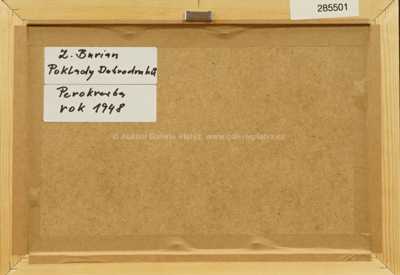 285501
Z. Burian
Poklady Dobrodruhů
Perokresba
rok 1948
© Aukční Galerie Platýz, www.galerieplatyz.cz